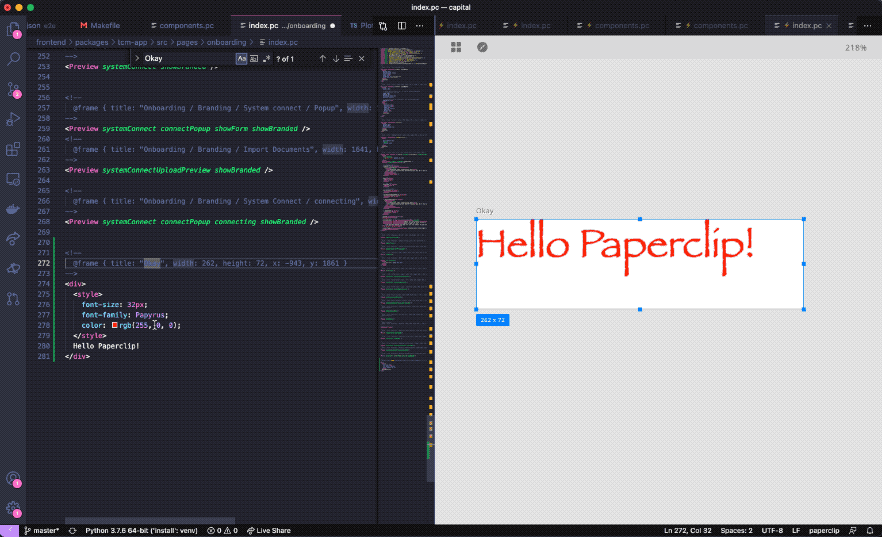 index.pc — capital
json e2e
Makefile
components.pc
index.pc .../onboarding
Plo
index.pc
index.pc
components.pc
components.pc
index.pc
frontend > packages > tcm-app > src > pages > onboarding > index.pc
Okay
Aa
? of 1
218%
252 -->
253 <Preview systemConnect showBranded />
254
255
256 <!--
257 @frame { title: "Onboarding / Branding / System connect / Popup", width:
258 -->
259 <Preview systemConnect connectPopup showForm showBranded />
260 <!--
261 @frame { title: "Onboarding / Branding / Import Documents", width: 1641,
262 -->
263 <Preview systemConnectUploadPreview showBranded />
<!--
266 @frame { title: "Onboarding / Branding / System Connect / connecting", wid
267 -->
268 <Preview systemConnect connectPopup connecting showBranded />
269
270
271 <!--
272 @frame { title: " ", width: 262, height: 72, x: -943, y: 1861 }
273 -->
274 <div>
275 <style>
276 font-size: 32px;
277 font-family: Papyrus;
278 color: rgb(255, 0, 0);
279 </style>
280 Hello Paperclip!
281 </div>
Okay
Hello Paperclip!
262 x 72
master*
Python 3.7.6 64-bit ('install': venv)
0
0
Live Share
Ln 272, Col 32
Spaces: 2
UTF-8
LF
paperclip